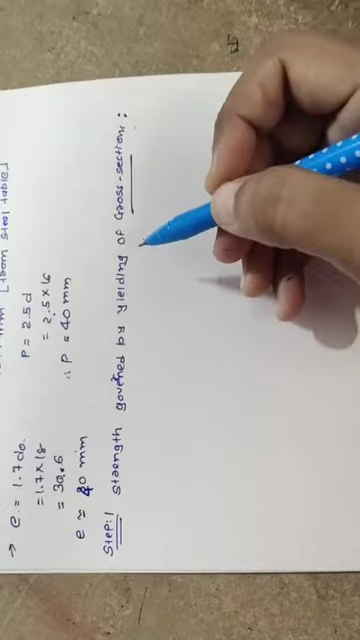 [from steel table]
→ e = 1.7do.
= 1.7 × 18
= 30.6
e ≈ 40 mm
P = 2.5 d
= 2.5 × 16
∴ P = 40 mm
Step:1 Strength governed by yielding of Gross-section: